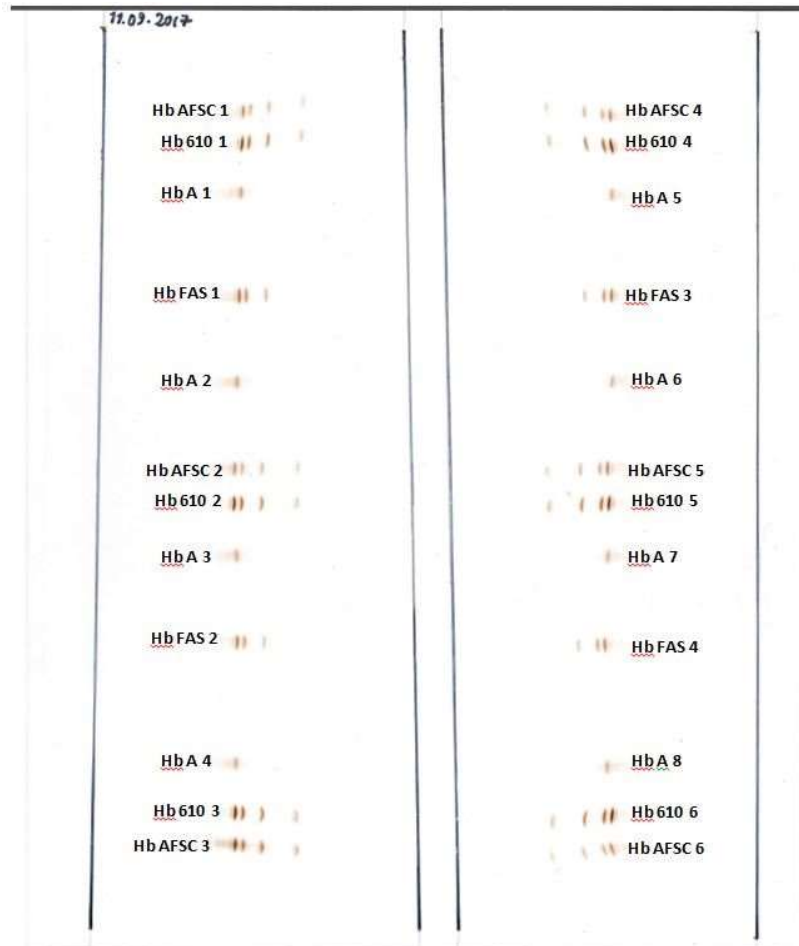 11.09.2017
Hb AFSC 1
Hb AFSC 4
Hb 610 1
Hb 610 4
Hb A 1
Hb A 5
Hb FAS 1
Hb FAS 3
Hb A 2
Hb A 6
Hb AFSC 2
Hb AFSC 5
Hb 610 2
Hb 610 5
Hb A 3
Hb A 7
Hb FAS 2
Hb FAS 4
Hb A 4
Hb A 8
Hb 610 3
Hb 610 6
Hb AFSC 3
Hb AFSC 6